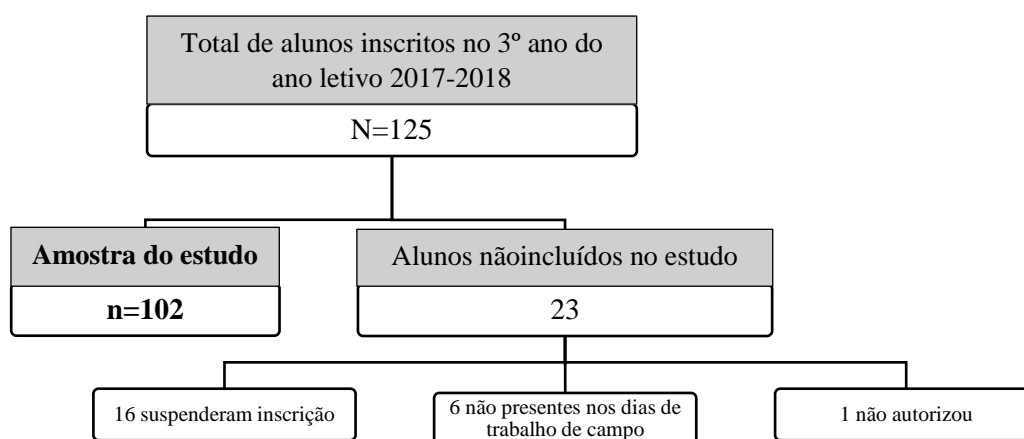 Total de alunos inscritos no 3º ano do
ano letivo 2017-2018
N=125
Amostra do estudo
n=102
Alunos nãoincluídos no estudo
23
16 suspenderam inscrição
6 não presentes nos dias de
trabalho de campo
1 não autorizou